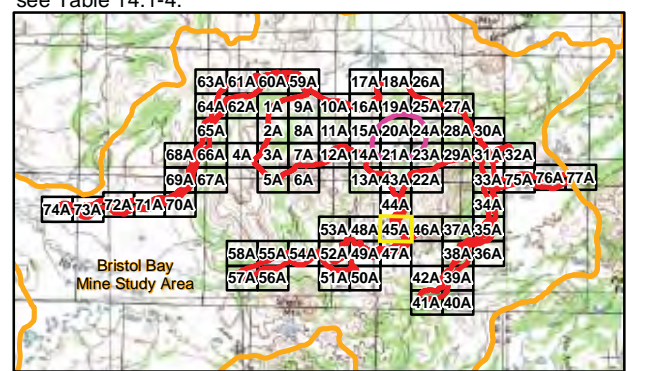 see Table 14.1-4.
63A 61A 60A 59A 17A 18A 26A
64A 62A 1A 9A 10A 16A 19A 25A 27A
65A 2A 8A 11A 15A 20A 24A 28A 30A
68A 66A 4A 3A 7A 12A 14A 21A 23A 29A 31A 32A
69A 67A 5A 6A 13A 43A 22A 33A 75A 76A 77A
74A 73A 72A 71A 70A 44A 34A
53A 48A 45A 46A 37A 35A
58A 55A 54A 52A 49A 47A 38A 36A
Bristol Bay
Mine Study Area
57A 56A 51A 50A 42A 39A
41A 40A